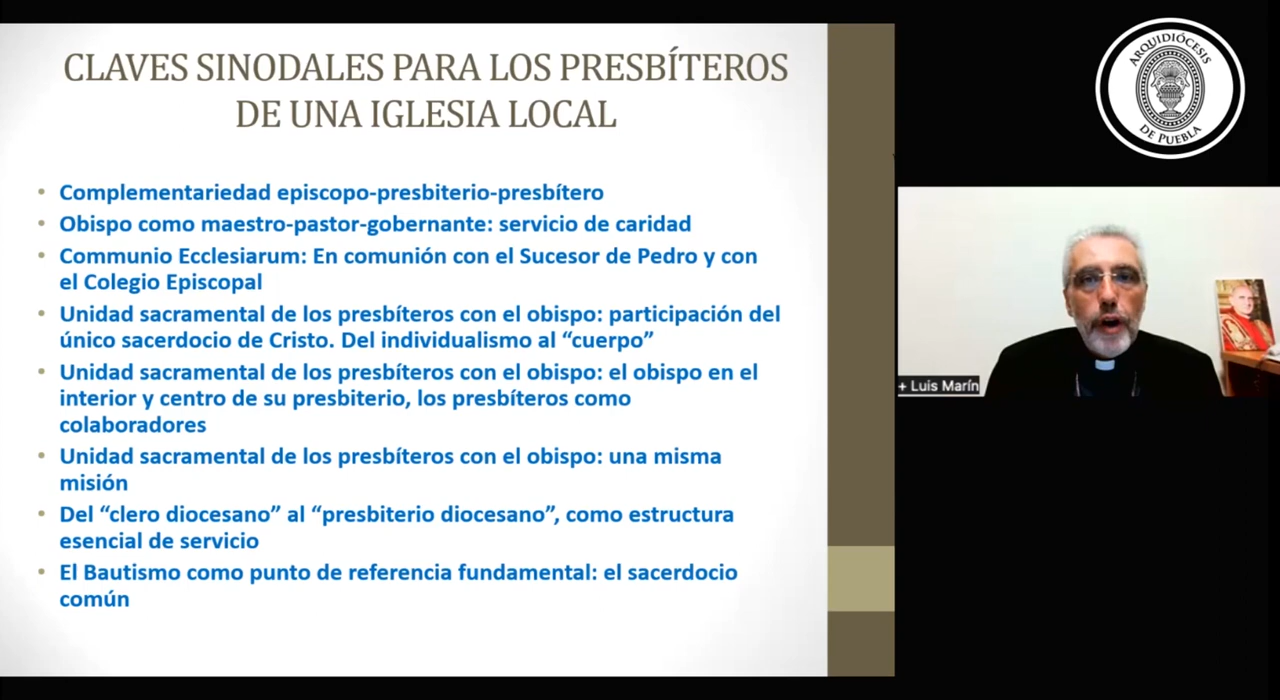 CLAVES SINODALES PARA LOS PRESBÍTEROS
DE UNA IGLESIA LOCAL
• Complementariedad episcopo-presbiterio-presbítero
• Obispo como maestro-pastor-gobernante: servicio de caridad
• Communio Ecclesiarum: En comunión con el Sucesor de Pedro y con
el Colegio Episcopal
• Unidad sacramental de los presbíteros con el obispo: participación del
único sacerdocio de Cristo. Del individualismo al “cuerpo”
• Unidad sacramental de los presbíteros con el obispo: el obispo en el
interior y centro de su presbiterio, los presbíteros como
colaboradores
• Unidad sacramental de los presbíteros con el obispo: una misma
misión
• Del “clero diocesano” al “presbiterio diocesano”, como estructura
esencial de servicio
• El Bautismo como punto de referencia fundamental: el sacerdocio
común
ARQUIDIÓCESIS
DE PUEBLA
+ Luis Marín